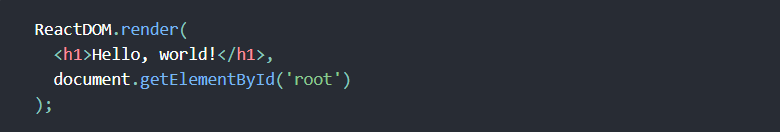 ReactDOM.render(
  <h1>Hello, world!</h1>,
  document.getElementById('root')
);